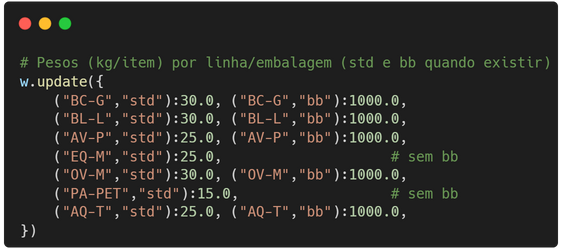 # Pesos (kg/item) por linha/embalagem (std e bb quando existir)
w.update({
    ("BC-G","std"):30.0, ("BC-G","bb"):1000.0,
    ("BL-L","std"):30.0, ("BL-L","bb"):1000.0,
    ("AV-P","std"):25.0, ("AV-P","bb"):1000.0,
    ("EQ-M","std"):25.0,                  # sem bb
    ("OV-M","std"):30.0, ("OV-M","bb"):1000.0,
    ("PA-PET","std"):15.0,                # sem bb
    ("AQ-T","std"):25.0, ("AQ-T","bb"):1000.0,
})